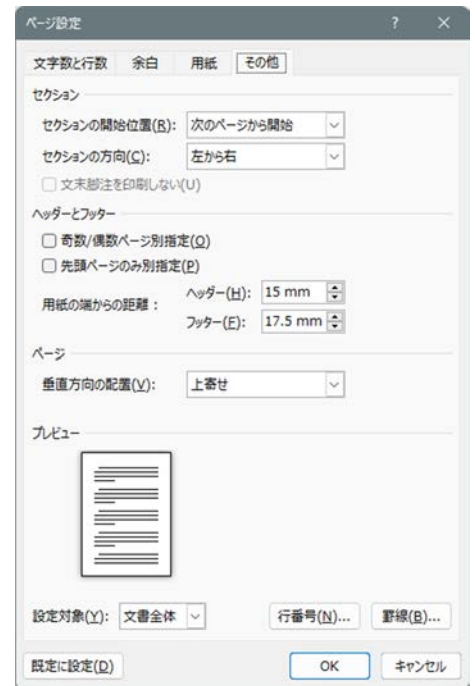 ページ設定 ? ×
文字数と行数 余白 用紙 その他
セクション
セクションの開始位置(R): 次のページから開始
セクションの方向(C): 左から右
文末脚注を印刷しない(U)
ヘッダーとフッター
奇数/偶数ページ別指定(O)
先頭ページのみ別指定(P)
用紙の端からの距離：
ヘッダー(H): 15 mm
フッター(F): 17.5 mm
ページ
垂直方向の配置(V): 上寄せ
プレビュー
設定対象(Y): 文書全体 行番号(N)... 罫線(B)...
既定に設定(D) OK キャンセル